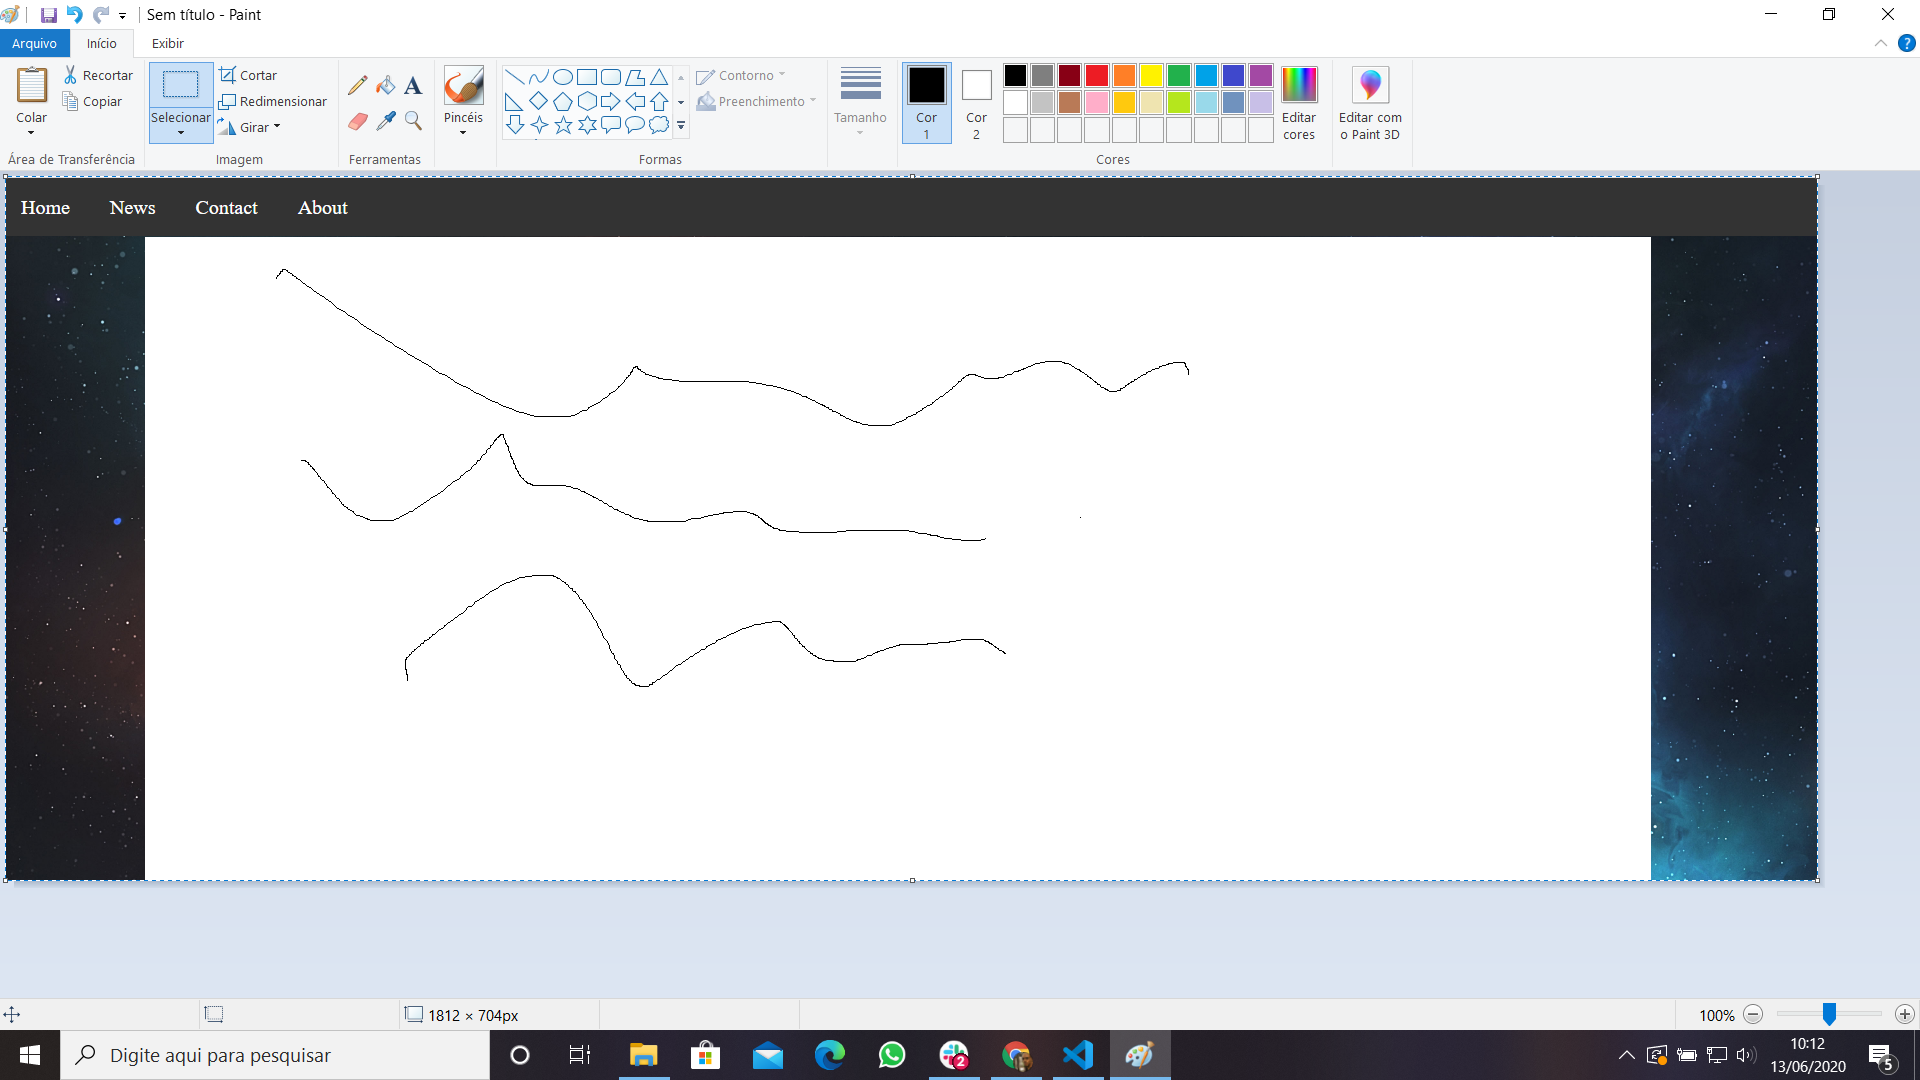 Sem título - Paint
Arquivo Início Exibir
Colar Recortar Copiar Selecionar Cortar Redimensionar Girar A Pincéis Contorno Preenchimento Tamanho Cor 1 Cor 2 Editar cores Editar com o Paint 3D
Área de Transferência Imagem Ferramentas Formas Cores
Home News Contact About
1812 × 704px 100%
Digite aqui para pesquisar 2 10:12
13/06/2020 5